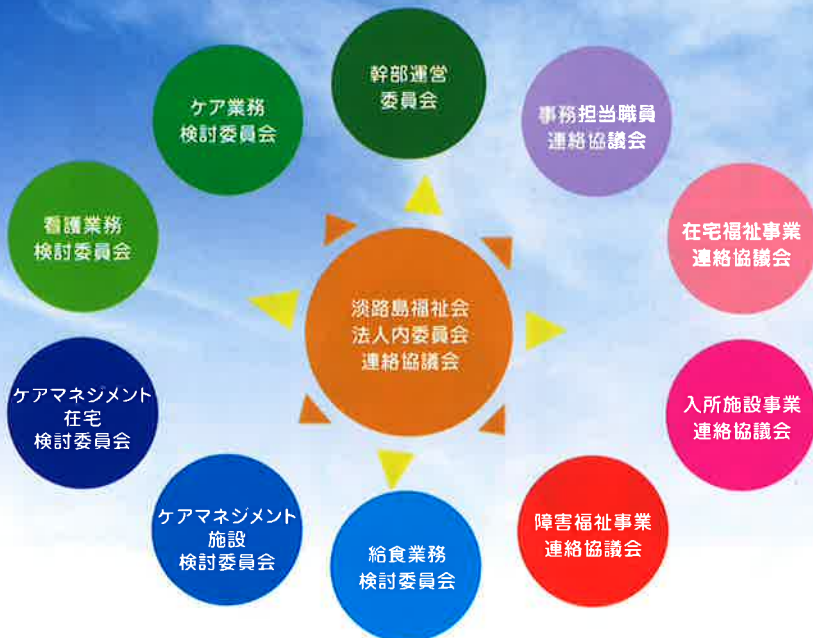 幹部運営
委員会
事務担当職員
連絡協議会
在宅福祉事業
連絡協議会
入所施設事業
連絡協議会
障害福祉事業
連絡協議会
給食業務
検討委員会
ケアマネジメント
施設
検討委員会
ケアマネジメント
在宅
検討委員会
看護業務
検討委員会
ケア業務
検討委員会
淡路島福祉会
法人内委員会
連絡協議会